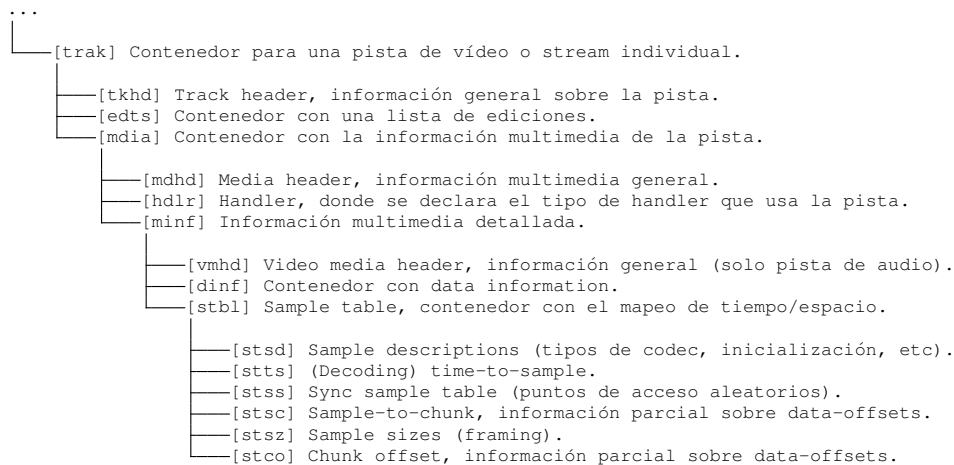 ...
[trak] Contenedor para una pista de vídeo o stream individual.
[tkhd] Track header, información general sobre la pista.
[edts] Contenedor con una lista de ediciones.
[mdia] Contenedor con la información multimedia de la pista.
[mdhd] Media header, información multimedia general.
[hdlr] Handler, donde se declara el tipo de handler que usa la pista.
[minf] Información multimedia detallada.
[vmhd] Video media header, información general (solo pista de audio).
[dinf] Contenedor con data information.
[stbl] Sample table, contenedor con el mapeo de tiempo/espacio.
[stsd] Sample descriptions (tipos de codec, inicialización, etc).
[stts] (Decoding) time-to-sample.
[stss] Sync sample table (puntos de acceso aleatorios).
[stsc] Sample-to-chunk, información parcial sobre data-offsets.
[stsz] Sample sizes (framing).
[stco] Chunk offset, información parcial sobre data-offsets.